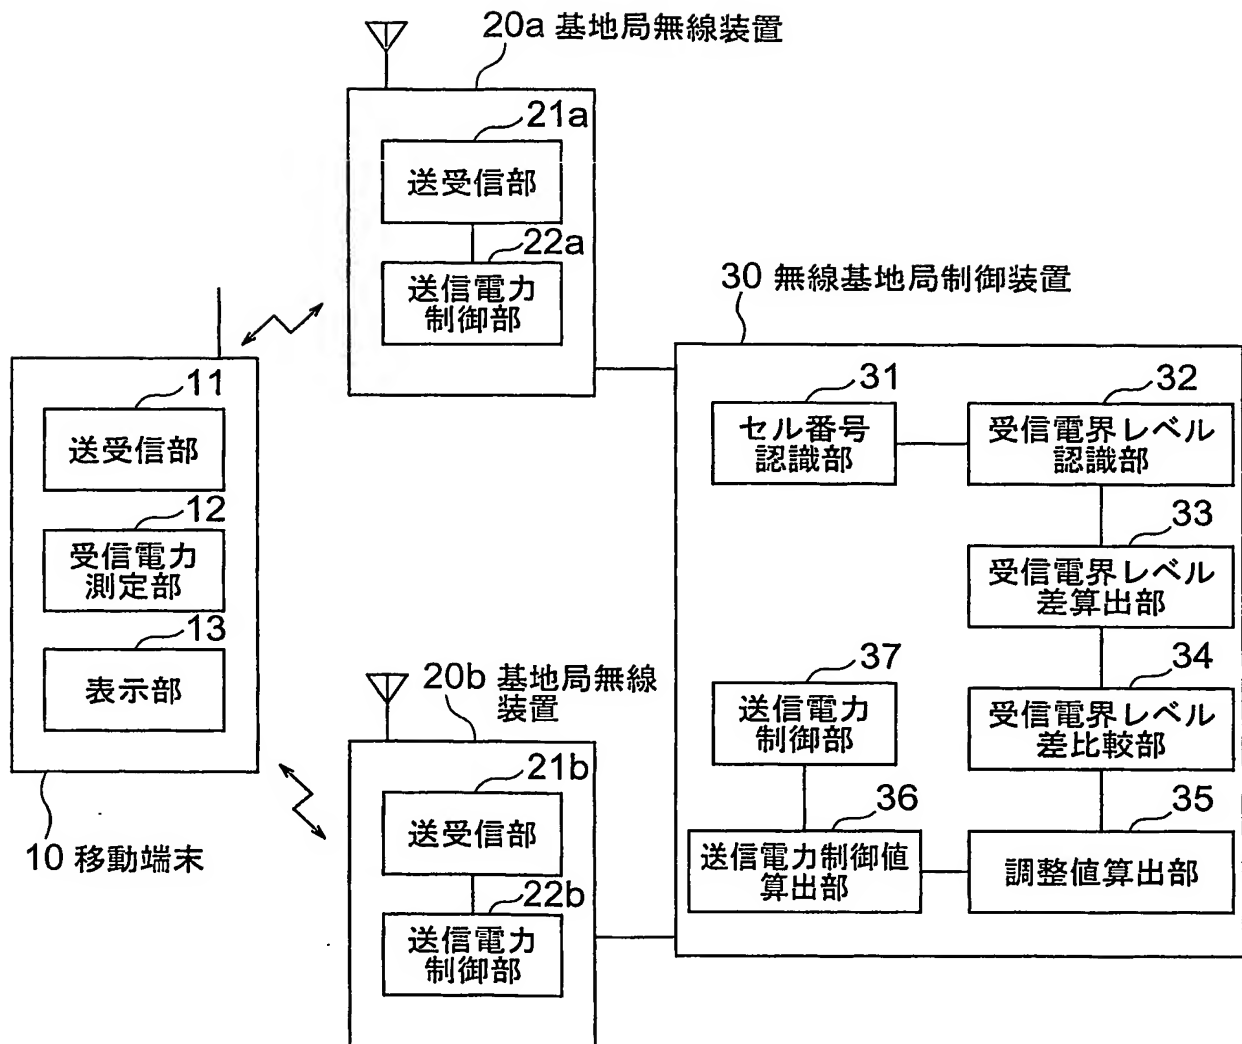 20a 基地局無線装置
21a
送受信部
22a
送信電力
制御部
30 無線基地局制御装置
11
送受信部
12
受信電力
測定部
13
表示部
10 移動端末
31
セル番号
認識部
32
受信電界レベル
認識部
33
受信電界レベル
差算出部
34
受信電界レベル
差比較部
37
送信電力
制御部
36
送信電力制御値
算出部
35
調整値算出部
20b 基地局無線
装置
21b
送受信部
22b
送信電力
制御部